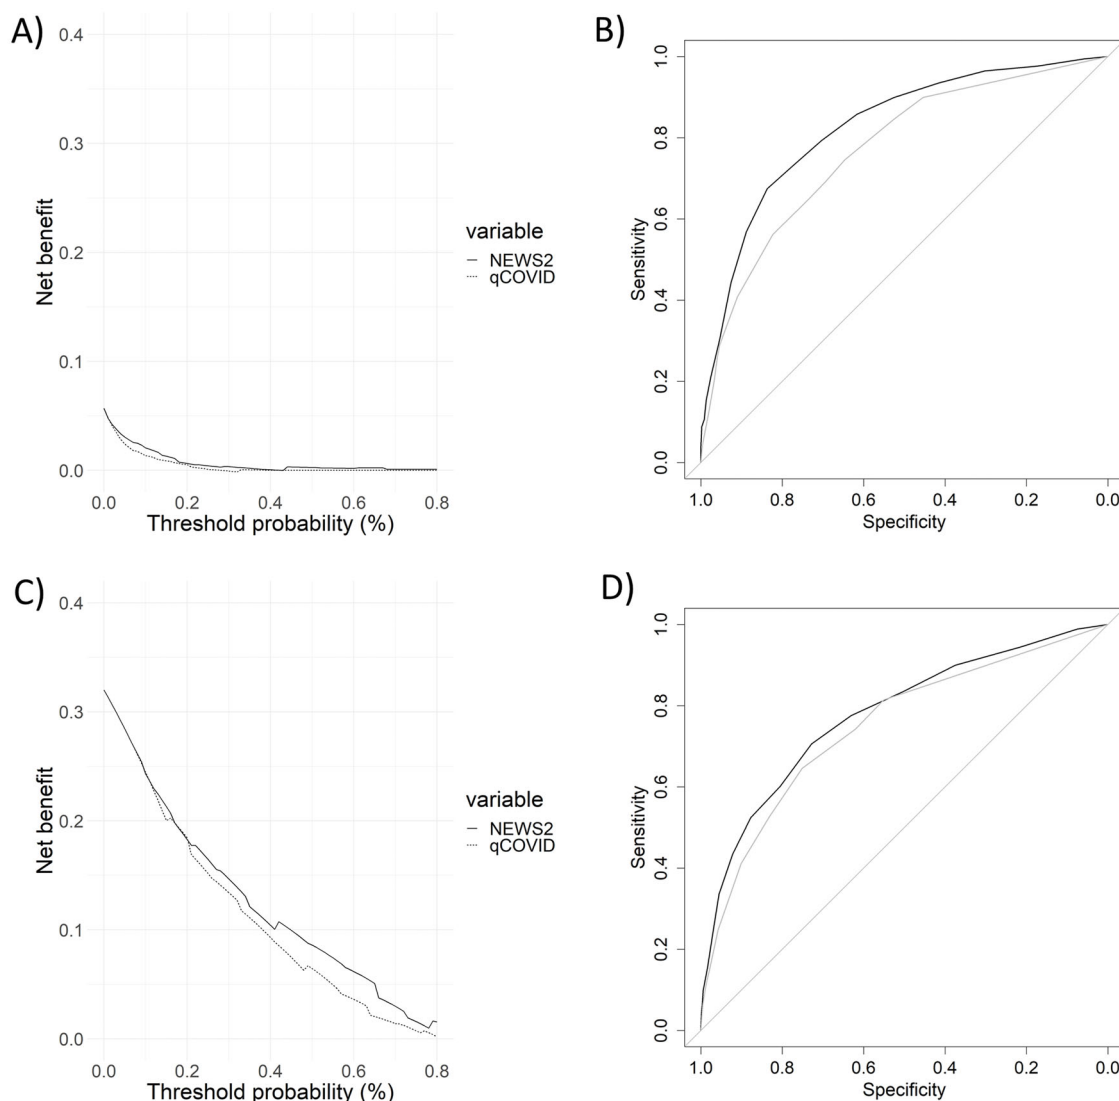 A)
0.4
0.3
0.2
0.1
0.0
Net benefit
0.0 0.2 0.4 0.6 0.8
Threshold probability (%)
variable
NEWS2
qCOVID
B)
1.0
0.8
0.6
0.4
0.2
0.0
Sensitivity
1.0 0.8 0.6 0.4 0.2 0.0
Specificity
C)
0.4
0.3
0.2
0.1
0.0
Net benefit
0.0 0.2 0.4 0.6 0.8
Threshold probability (%)
variable
NEWS2
qCOVID
D)
1.0
0.8
0.6
0.4
0.2
0.0
Sensitivity
1.0 0.8 0.6 0.4 0.2 0.0
Specificity